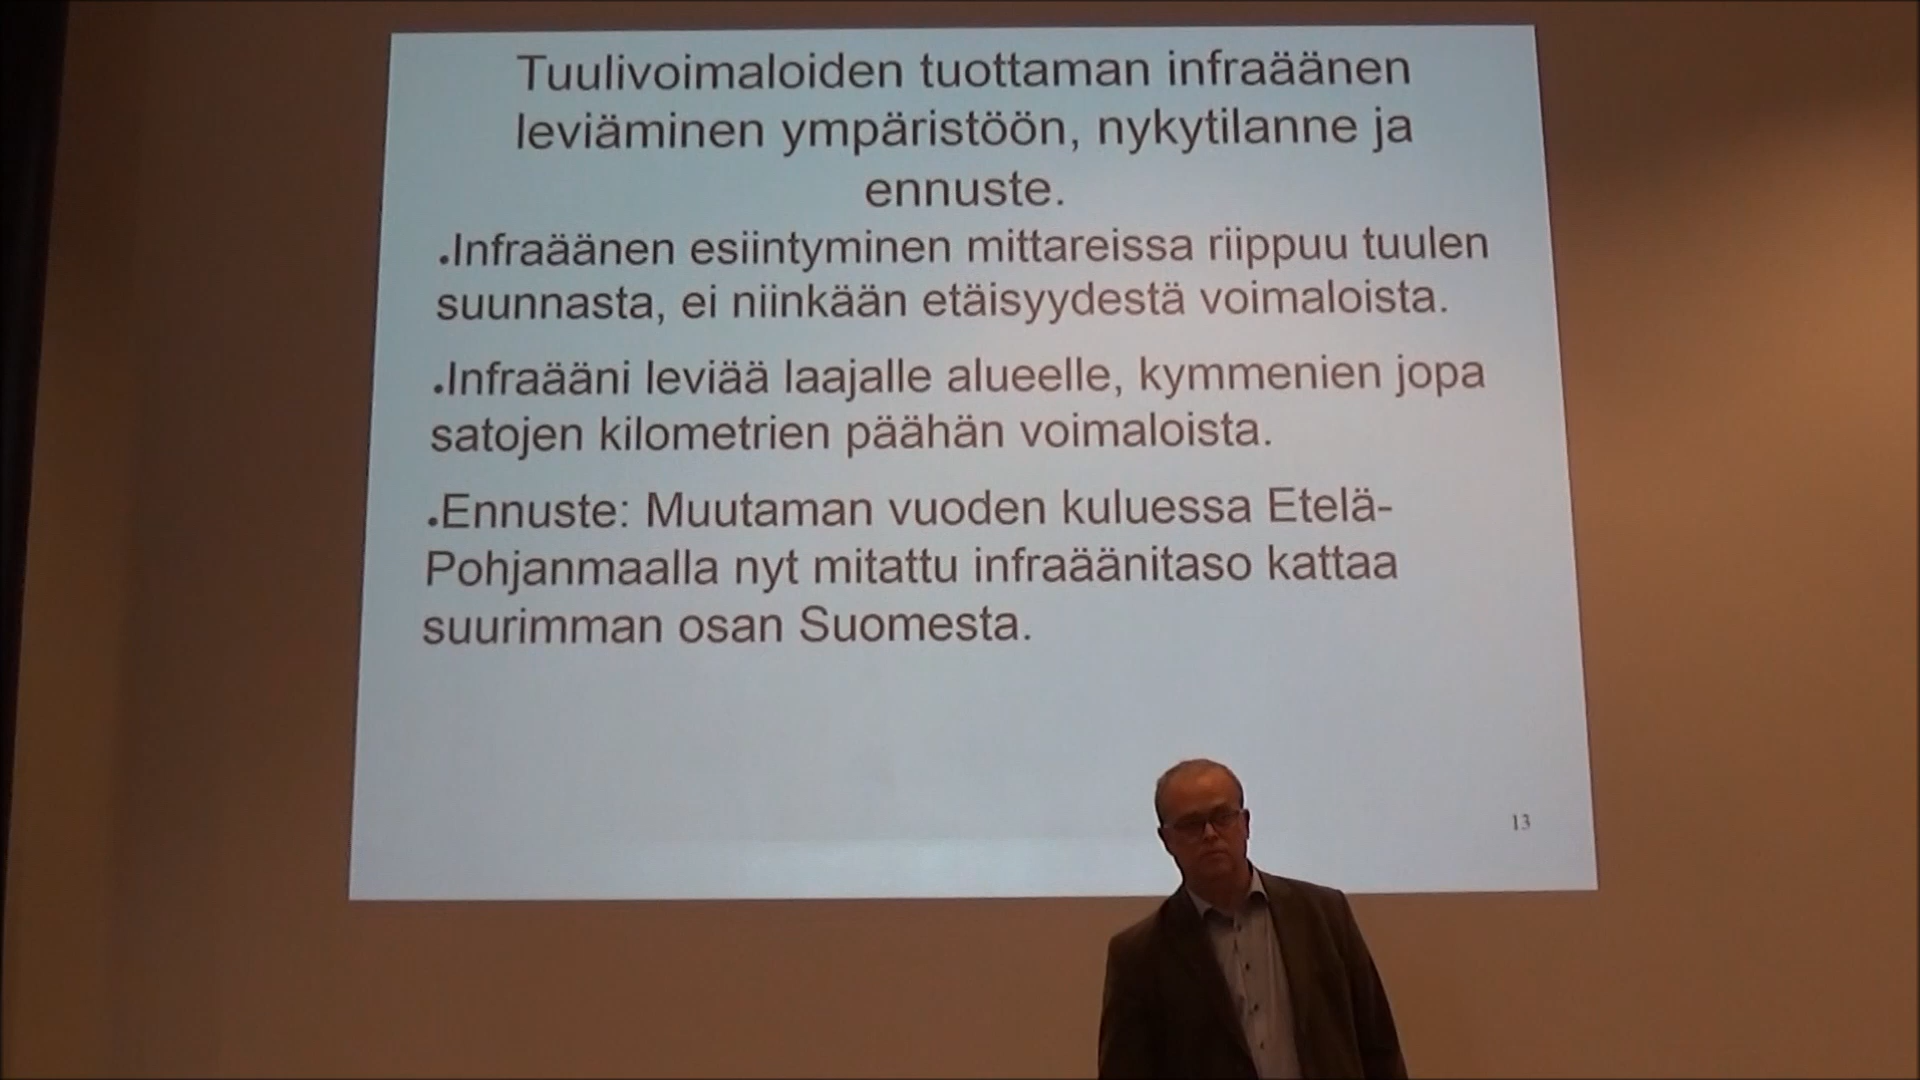 Tuulivoimaloiden tuottaman infraäänen
leviäminen ympäristöön, nykytilanne ja
ennuste.
•Infraäänen esiintyminen mittareissa riippuu tuulen
suunnasta, ei niinkään etäisyydestä voimaloista.
•Infraääni leviää laajalle alueelle, kymmenien jopa
satojen kilometrien päähän voimaloista.
•Ennuste: Muutaman vuoden kuluessa Etelä-
Pohjanmaalla nyt mitattu infraäänitaso kattaa
suurimman osan Suomesta.
13